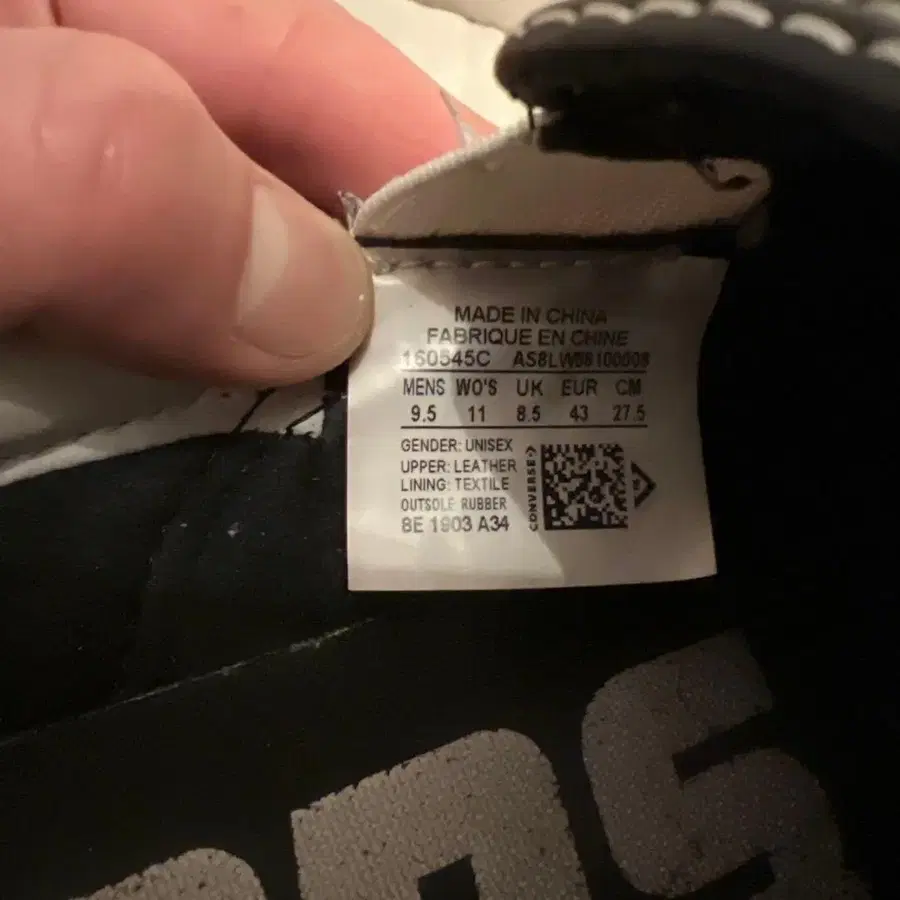 MADE IN CHINA
FABRIQUE EN CHINE
160545C
MENS WO'S UK EUR CM
9.5 11 8.5 43 27.5
GENDER: UNISEX
UPPER: LEATHER
LINING: TEXTILE
OUTSOLE RUBBER
8E 1903 A34
CONVERSE